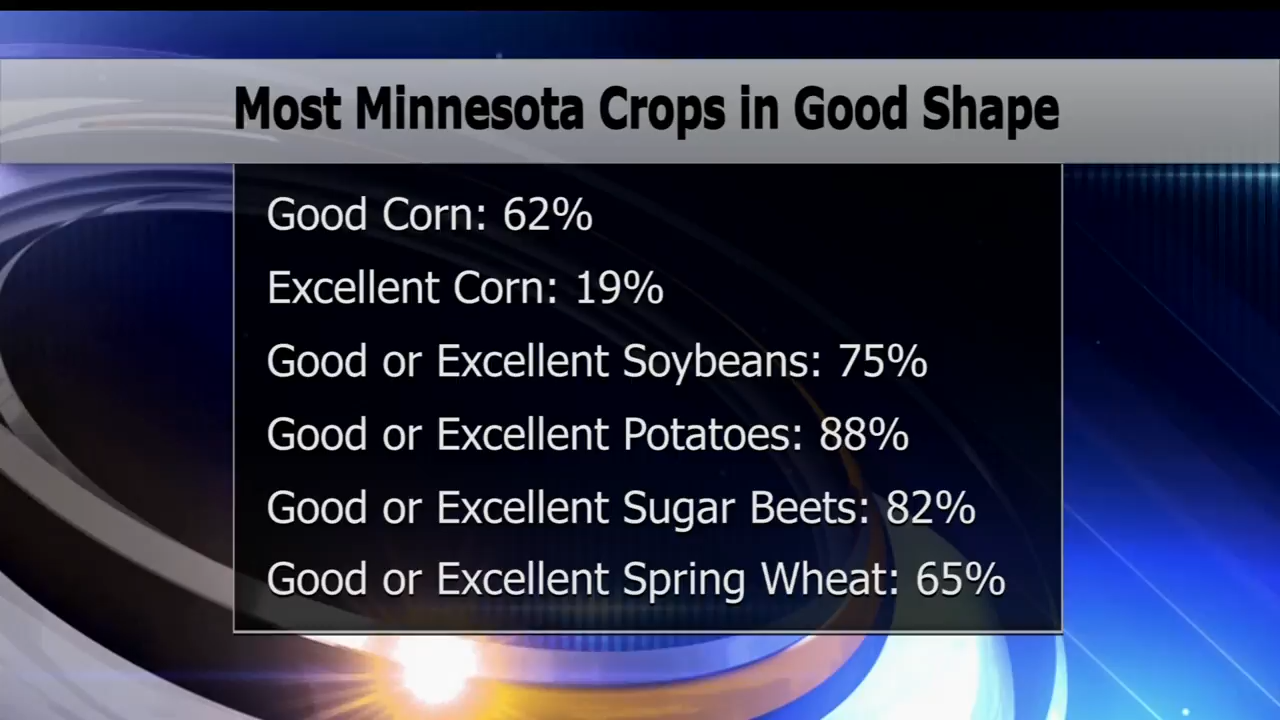 Most Minnesota Crops in Good Shape
Good Corn: 62%
Excellent Corn: 19%
Good or Excellent Soybeans: 75%
Good or Excellent Potatoes: 88%
Good or Excellent Sugar Beets: 82%
Good or Excellent Spring Wheat: 65%